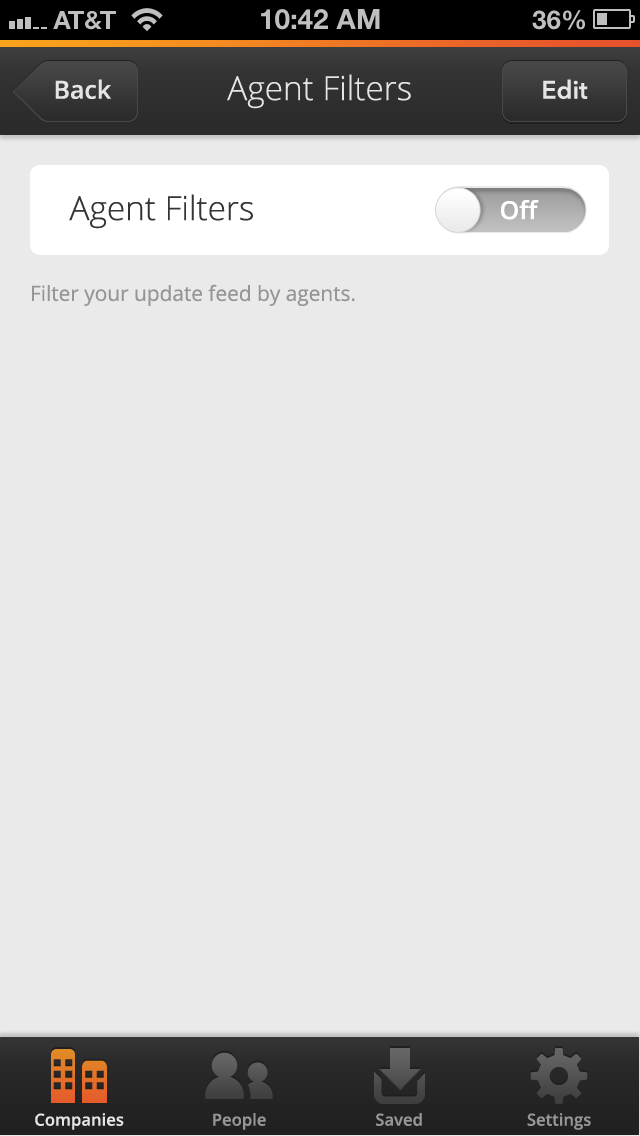 AT&T 10:42 AM 36%
Back Agent Filters Edit
Agent Filters Off
Filter your update feed by agents.
Companies People Saved Settings